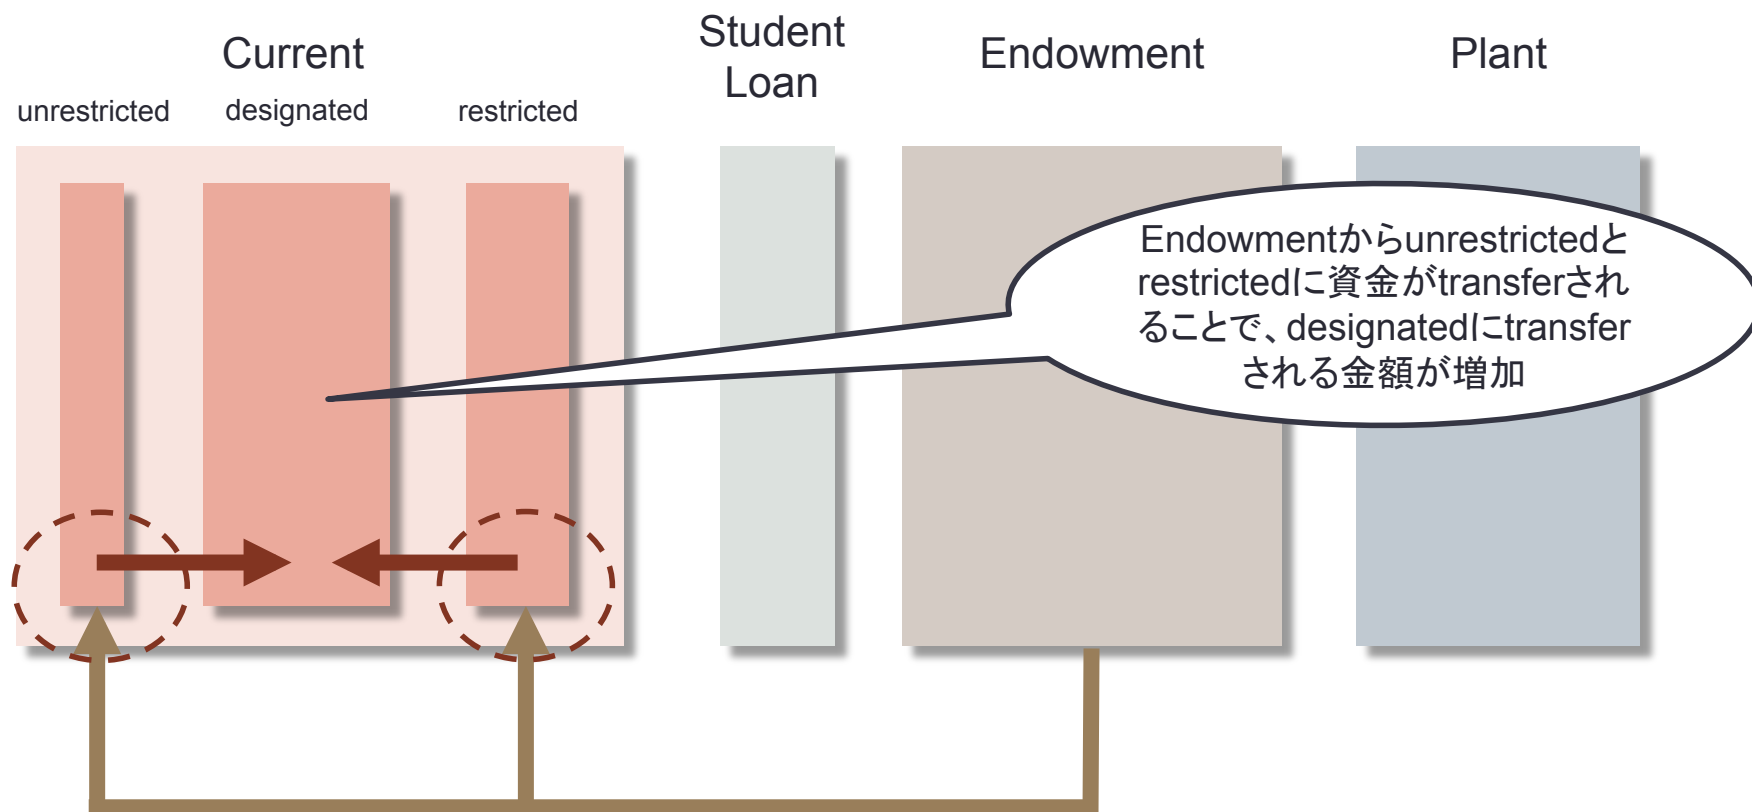 Current
Student
Loan
Endowment
Plant
unrestricted
designated
restricted
Endowmentからunrestrictedと
restrictedに資金がtransferされ
ることで、designatedにtransfer
される金額が増加